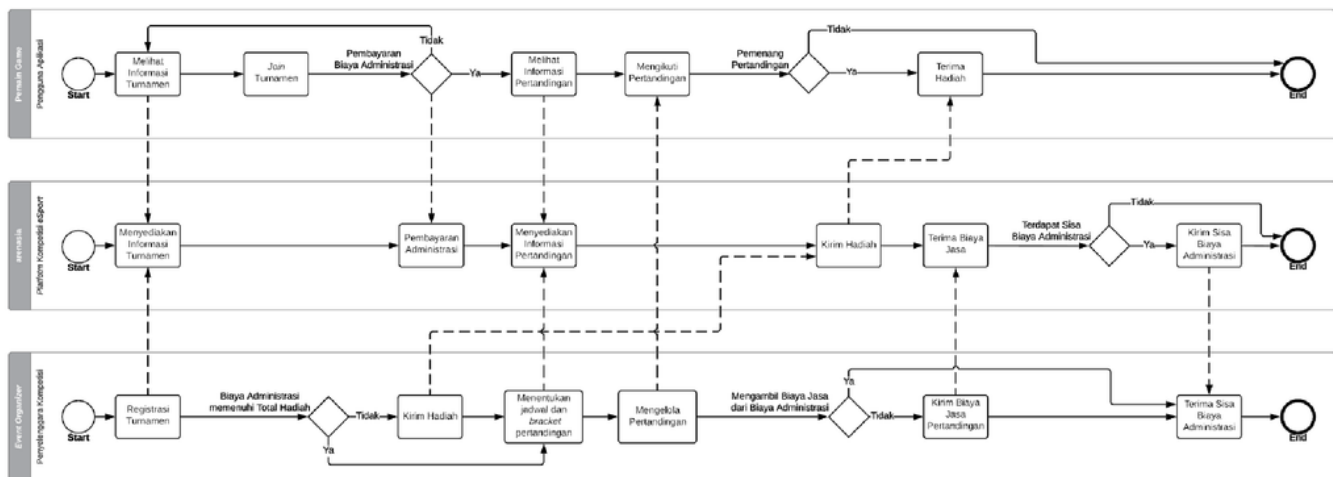 Pemain Game
Pengguna Aplikasi
Start
Melihat
Informasi
Turnamen
Join
Turnamen
Pembayaran
Biaya Administrasi
Tidak
Ya
Melihat
Informasi
Pertandingan
Mengikuti
Pertandingan
Pemenang
Pertandingan
Tidak
Ya
Terima
Hadiah
End
arenasia
Platform Kompetisi eSport
Start
Menyediakan
Informasi
Turnamen
Pembayaran
Administrasi
Menyediakan
Informasi
Pertandingan
Kirim Hadiah
Terima Biaya
Jasa
Terdapat Sisa
Biaya Administrasi
Tidak
Ya
Kirim Sisa
Biaya
Administrasi
End
Event Organizer
Penyelenggara Kompetisi
Start
Registrasi
Turnamen
Biaya Administrasi
memenuhi Total Hadiah
Tidak
Ya
Kirim Hadiah
Menentukan
jadwal dan
bracket
pertandingan
Mengelola
Pertandingan
Mengambil Biaya Jasa
dari Biaya Administrasi
Ya
Tidak
Kirim Biaya
Jasa
Pertandingan
Terima Sisa
Biaya
Administrasi
End